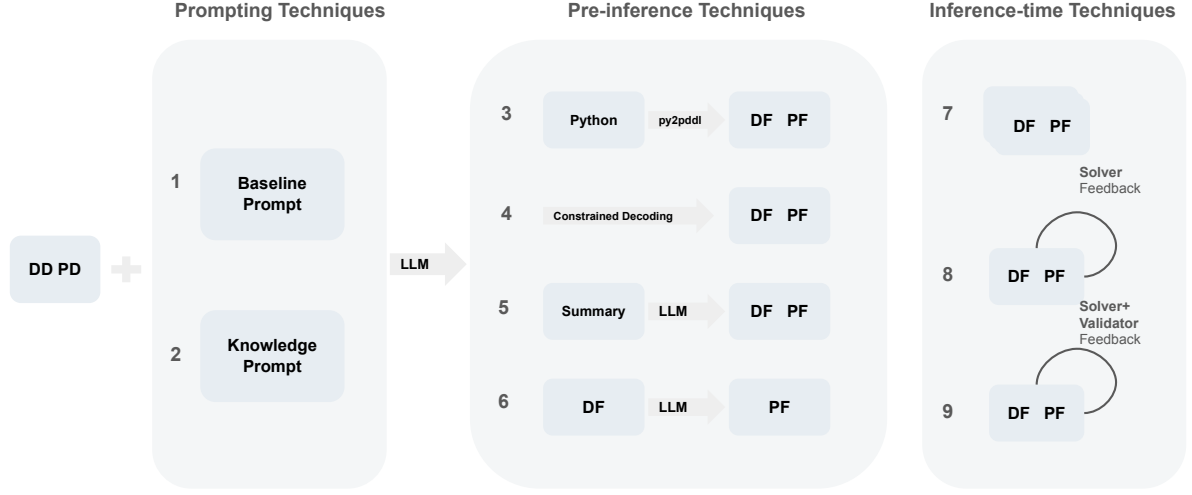 Prompting Techniques
Pre-inference Techniques
Inference-time Techniques
DD PD
1
Baseline
Prompt
2
Knowledge
Prompt
LLM
3
Python
py2pddl
DF PF
4
Constrained Decoding
DF PF
5
Summary
LLM
DF PF
6
DF
LLM
PF
7
DF PF
Solver
Feedback
8
DF PF
Solver+
Validator
Feedback
9
DF PF